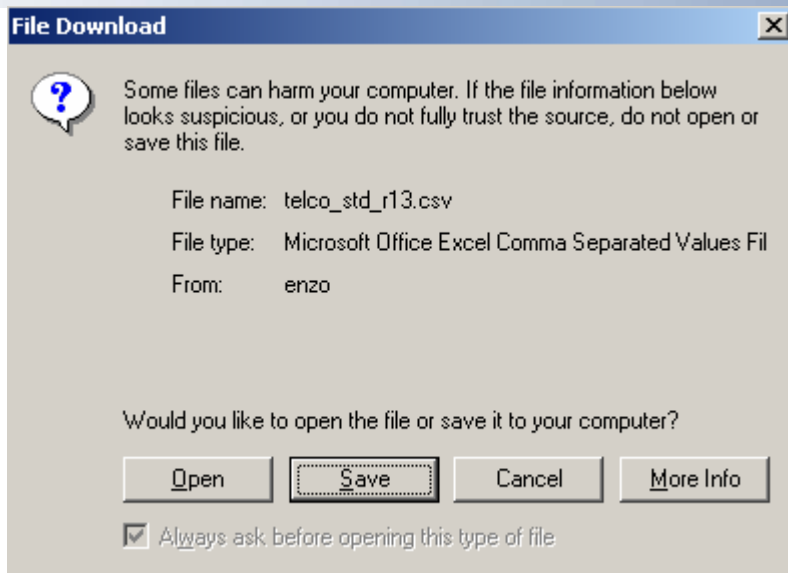 File Download
Some files can harm your computer. If the file information below
looks suspicious, or you do not fully trust the source, do not open or
save this file.
File name: telco_std_r13.csv
File type: Microsoft Office Excel Comma Separated Values Fil
From: enzo
Would you like to open the file or save it to your computer?
Open Save Cancel More Info
Always ask before opening this type of file